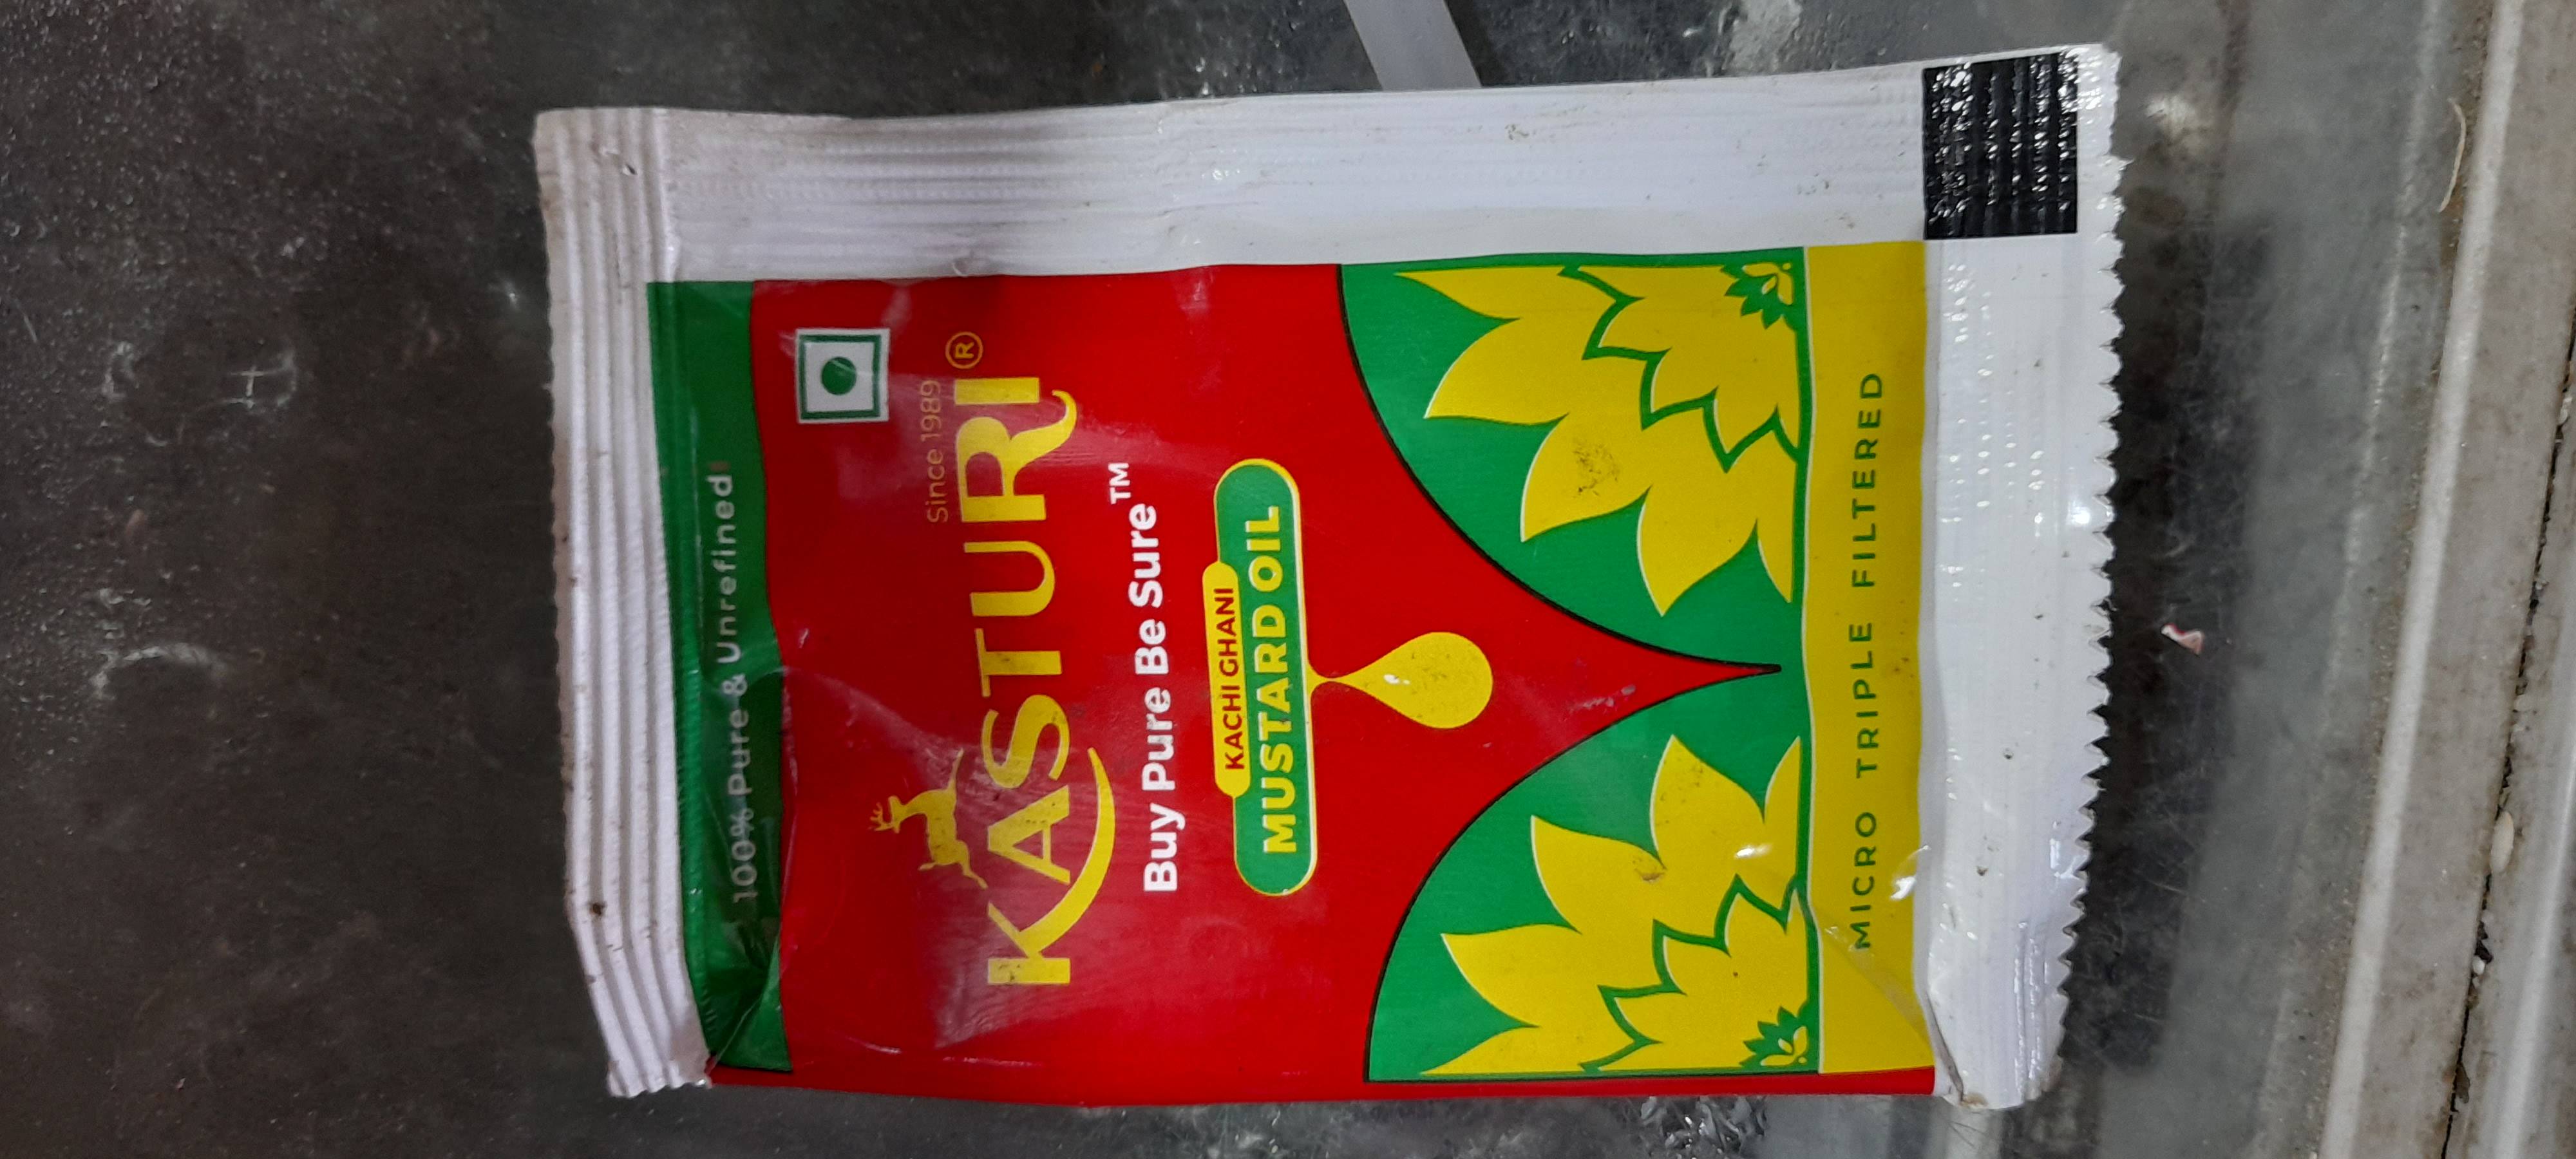 100% Pure & Unrefined
Since 1989
KASTURI®
Buy Pure Be Sure™
KACHI GHANI
MUSTARD OIL
MICRO TRIPLE FILTERED